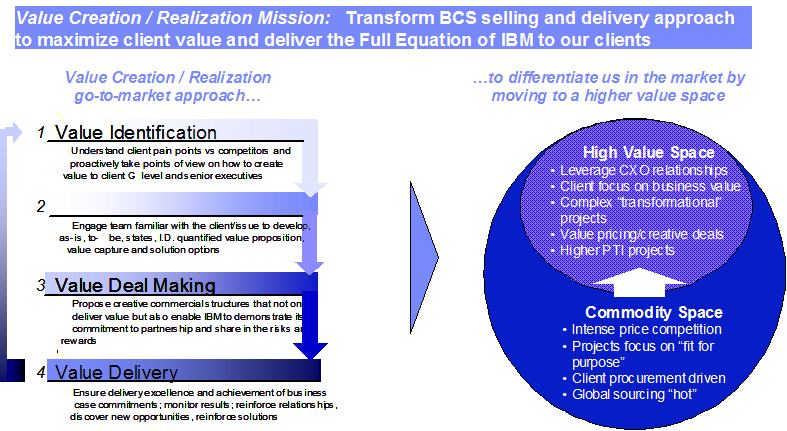 Value Creation / Realization Mission: Transform BCS selling and delivery approach
to maximize client value and deliver the Full Equation of IBM to our clients
Value Creation / Realization
go-to-market approach…
1 Value Identification
Understand client pain points vs competitors and
proactively take points of view on how to create
value to client G level and senior executives
2
Engage team familiar with the client/issue to develop,
as-is, to- be, states, I.D. quantified value proposition,
value capture and solution options
3 Value Deal Making
Propose creative commercial structures that not on
deliver value but also enable IBM to demonstrate its
commitment to partnership and share in the risks an
rewards
4 Value Delivery
Ensure delivery excellence and achievement of business
case commitments; monitor results; reinforce relationships,
discover new opportunities, reinforce solutions
…to differentiate us in the market by
moving to a higher value space
High Value Space
• Leverage CXO relationships
• Client focus on business value
• Complex “transformational”
projects
• Value pricing/creative deals
• Higher PTI projects
Commodity Space
• Intense price competition
• Projects focus on “fit for
purpose”
• Client procurement driven
• Global sourcing “hot”